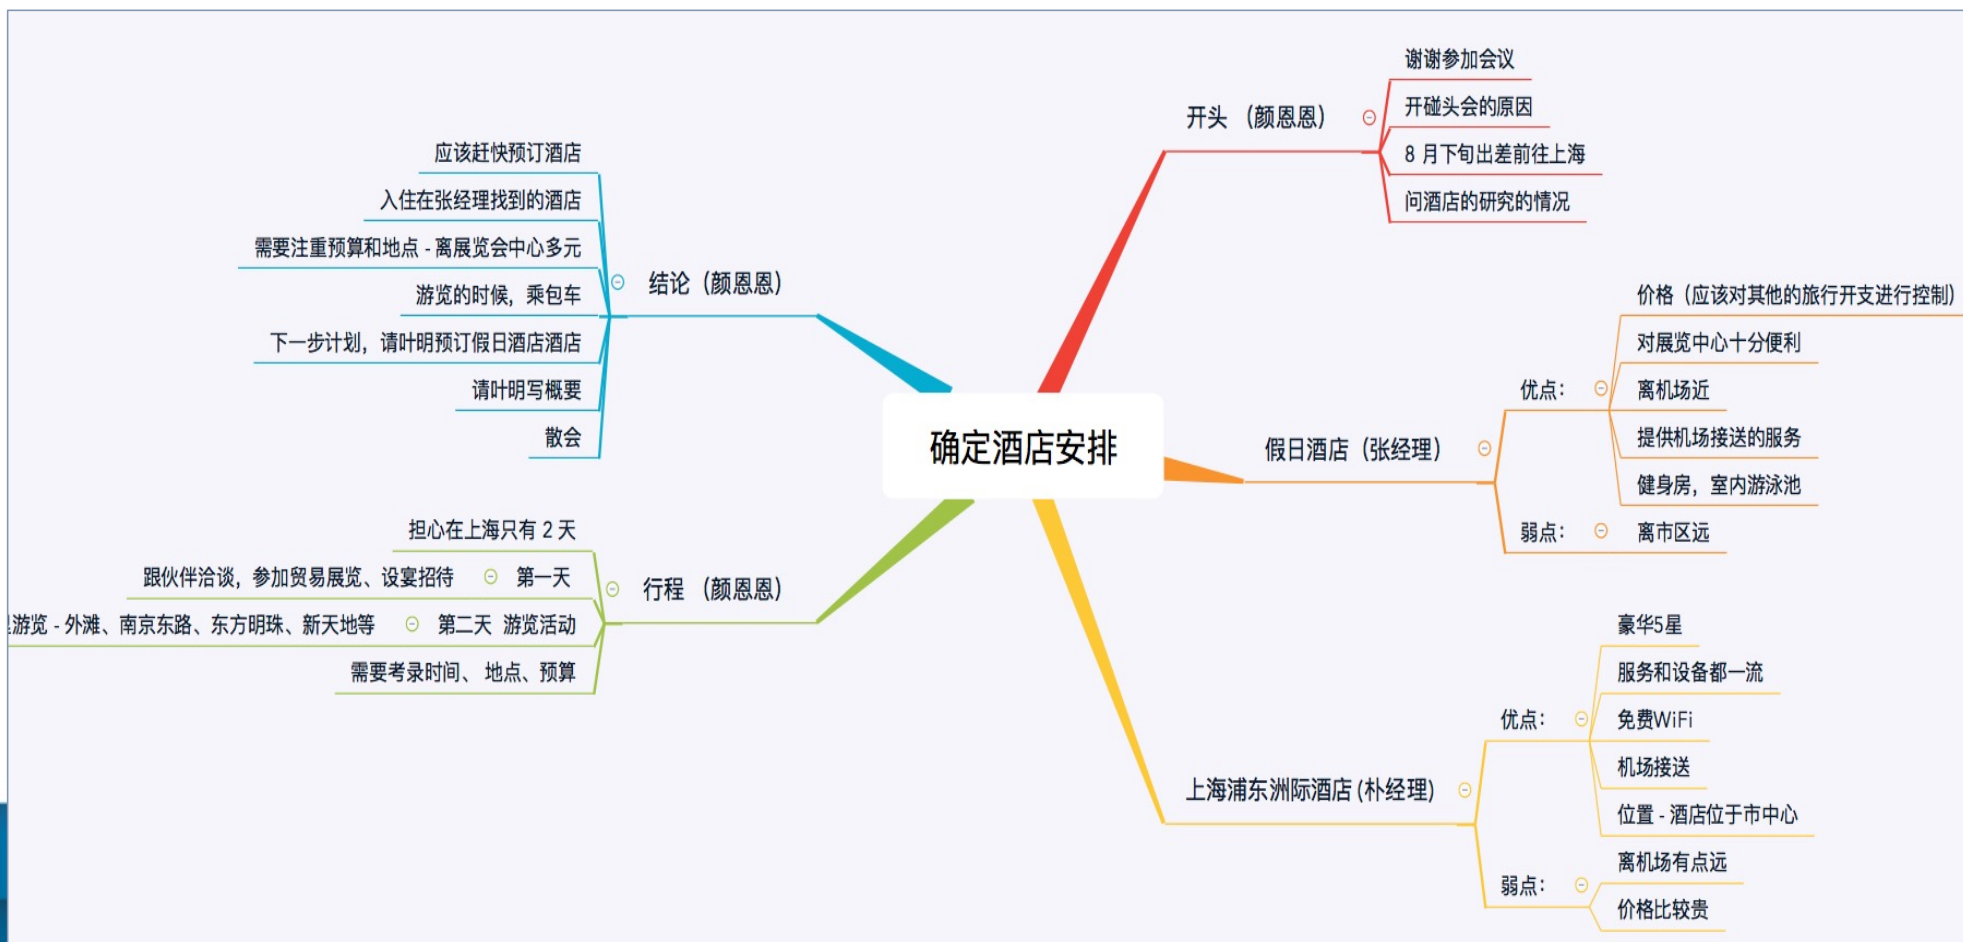 确定酒店安排
开头 （颜恩恩）
谢谢参加会议
开碰头会的原因
8 月下旬出差前往上海
问酒店的研究的情况
假日酒店（张经理）
优点：
价格（应该对其他的旅行开支进行控制）
对展览中心十分便利
离机场近
提供机场接送的服务
健身房，室内游泳池
弱点：
离市区远
上海浦东洲际酒店 (朴经理)
优点：
豪华5星
服务和设备都一流
免费WiFi
机场接送
位置 - 酒店位于市中心
弱点：
离机场有点远
价格比较贵
结论（颜恩恩）
应该赶快预订酒店
入住在张经理找到的酒店
需要注重预算和地点 - 离展览会中心多元
游览的时候，乘包车
下一步计划，请叶明预订假日酒店酒店
请叶明写概要
散会
行程 （颜恩恩）
担心在上海只有 2 天
第一天
跟伙伴洽谈，参加贸易展览、设宴招待
第二天 游览活动
游览 - 外滩、南京东路、东方明珠、新天地等
需要考录时间、 地点、预算